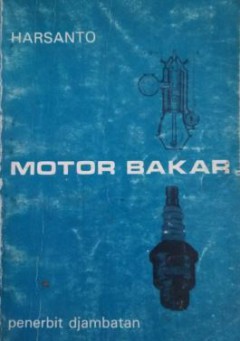 HARSANTO
MOTOR BAKAR
penerbit djambatan